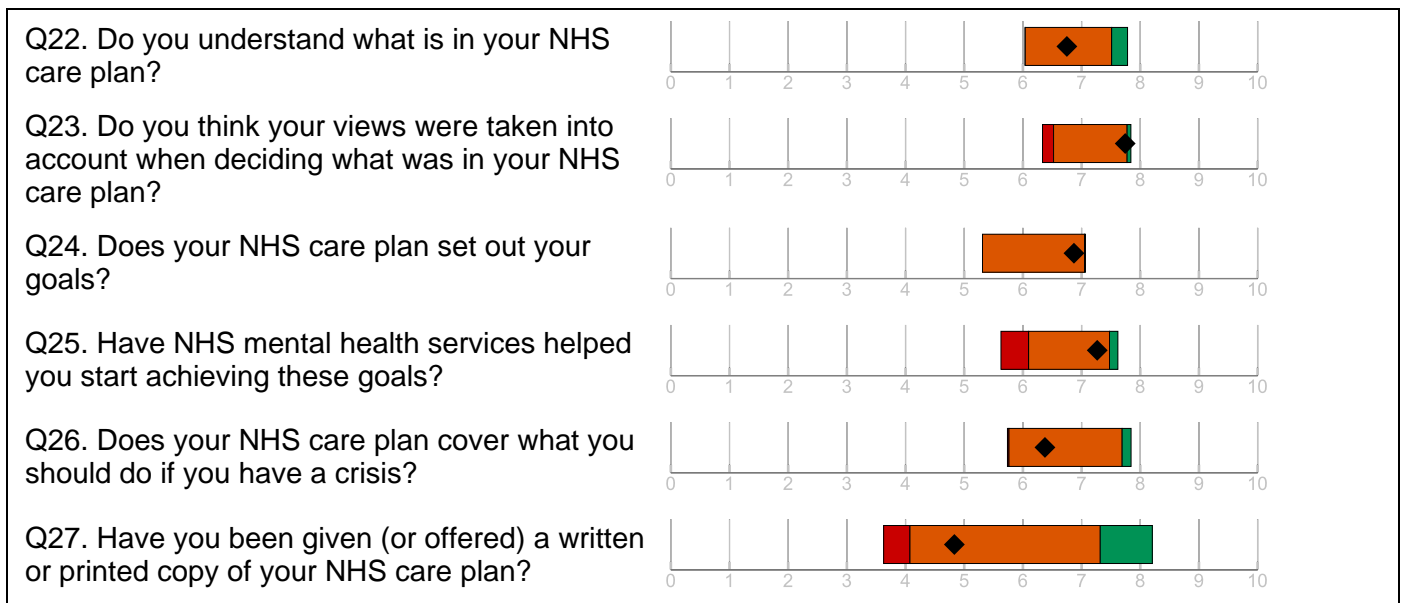 Q22. Do you understand what is in your NHS
care plan?
0 1 2 3 4 5 6 7 8 9 10
Q23. Do you think your views were taken into
account when deciding what was in your NHS
care plan?
0 1 2 3 4 5 6 7 8 9 10
Q24. Does your NHS care plan set out your
goals?
0 1 2 3 4 5 6 7 8 9 10
Q25. Have NHS mental health services helped
you start achieving these goals?
0 1 2 3 4 5 6 7 8 9 10
Q26. Does your NHS care plan cover what you
should do if you have a crisis?
0 1 2 3 4 5 6 7 8 9 10
Q27. Have you been given (or offered) a written
or printed copy of your NHS care plan?
0 1 2 3 4 5 6 7 8 9 10